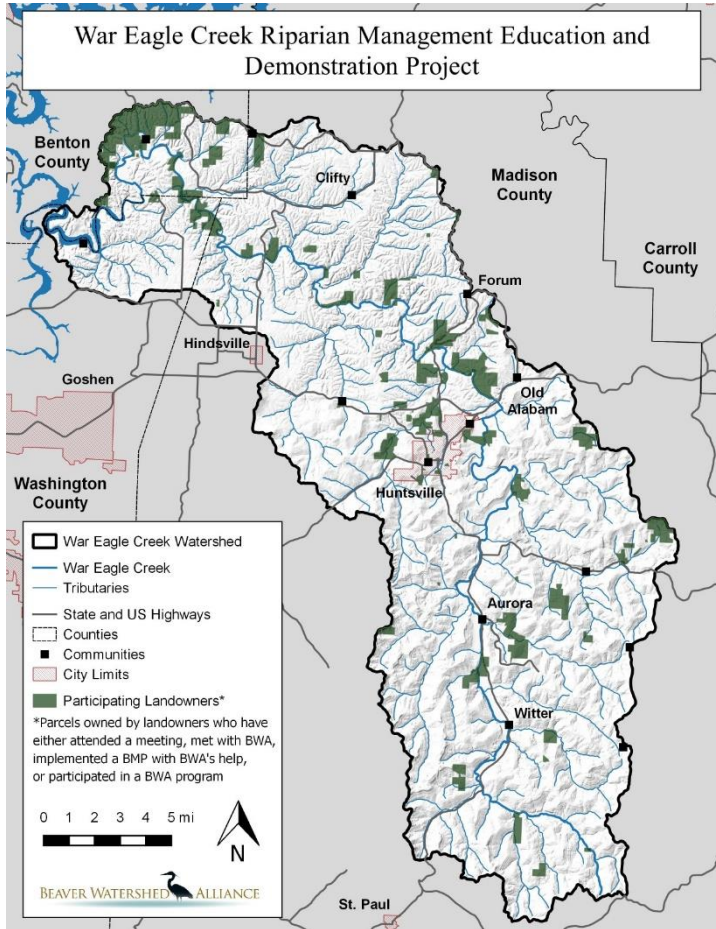 War Eagle Creek Riparian Management Education and
Demonstration Project
Benton
County
Clifty
Madison
County
Carroll
County
Forum
Hindsville
Goshen
Old
Alabam
Washington
County
Huntsville
Aurora
Witter
St. Paul
War Eagle Creek Watershed
War Eagle Creek
Tributaries
State and US Highways
Counties
Communities
City Limits
Participating Landowners*
*Parcels owned by landowners who have
either attended a meeting, met with BWA,
implemented a BMP with BWA's help,
or participated in a BWA program
0 1 2 3 4 5 mi
N
BEAVER WATERSHED ALLIANCE